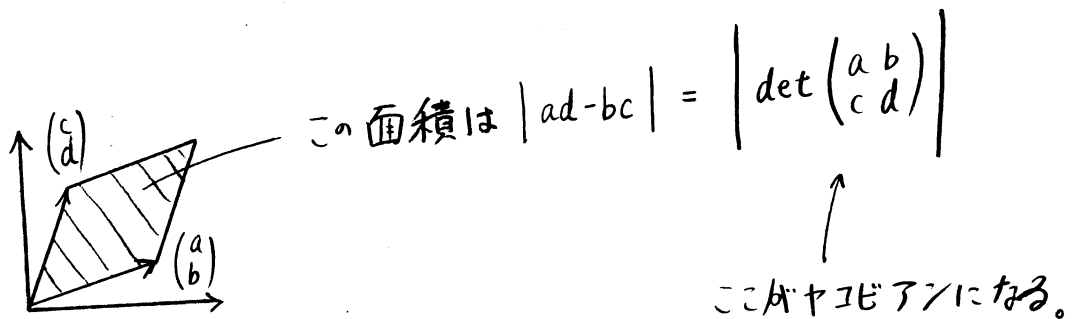 この面積は |ad-bc| = |det (a b
c d)|
(c
d)
(a
b)
ここがヤコビアンになる。